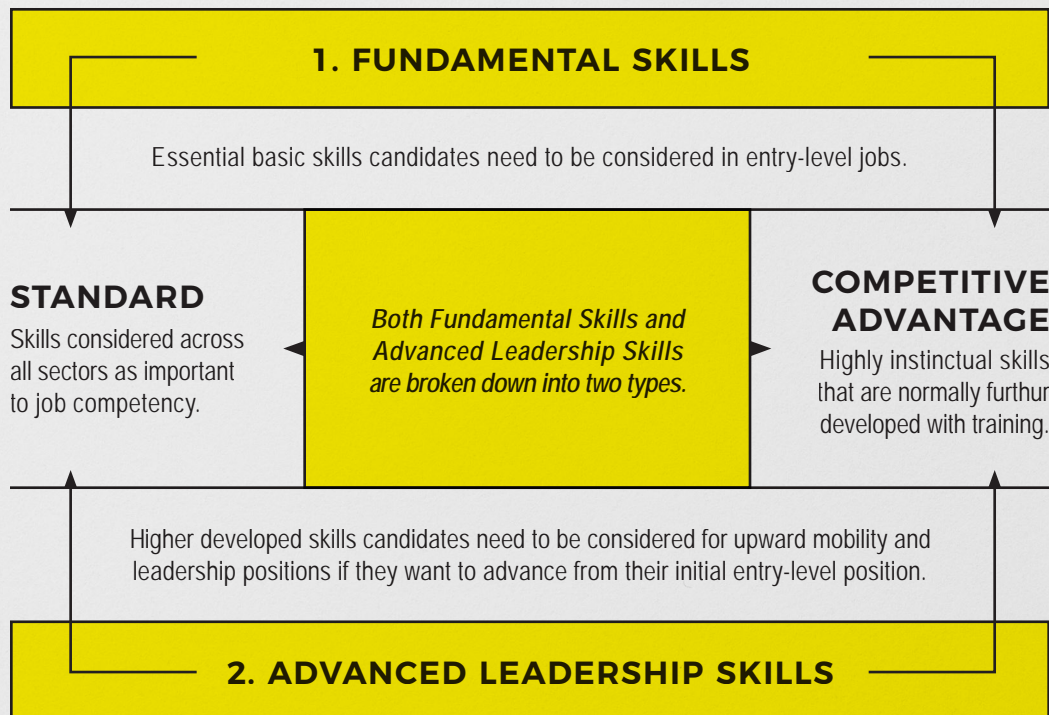 1. FUNDAMENTAL SKILLS
Essential basic skills candidates need to be considered in entry-level jobs.
STANDARD
Skills considered across
all sectors as important
to job competency.
Both Fundamental Skills and
Advanced Leadership Skills
are broken down into two types.
COMPETITIVE
ADVANTAGE
Highly instinctual skills
that are normally furthur
developed with training.
Higher developed skills candidates need to be considered for upward mobility and
leadership positions if they want to advance from their initial entry-level position.
2. ADVANCED LEADERSHIP SKILLS